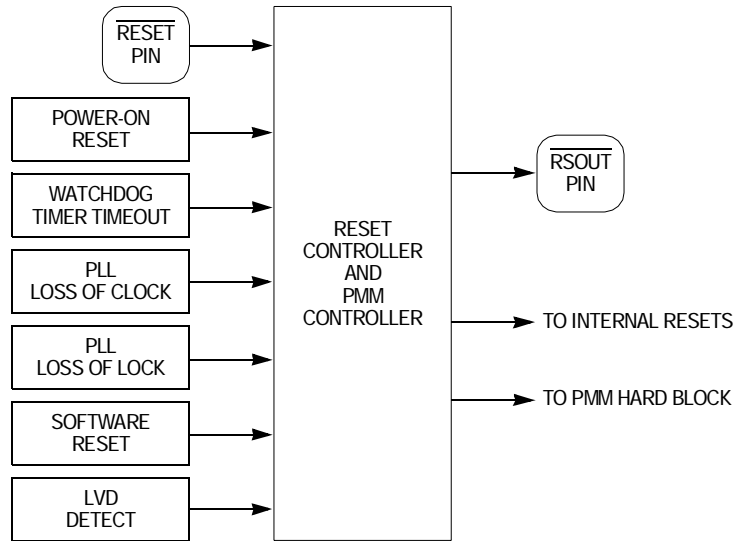 RESET
PIN
POWER-ON
RESET
WATCHDOG
TIMER TIMEOUT
PLL
LOSS OF CLOCK
PLL
LOSS OF LOCK
SOFTWARE
RESET
LVD
DETECT
RESET
CONTROLLER
AND
PMM
CONTROLLER
RSOUT
PIN
TO INTERNAL RESETS
TO PMM HARD BLOCK